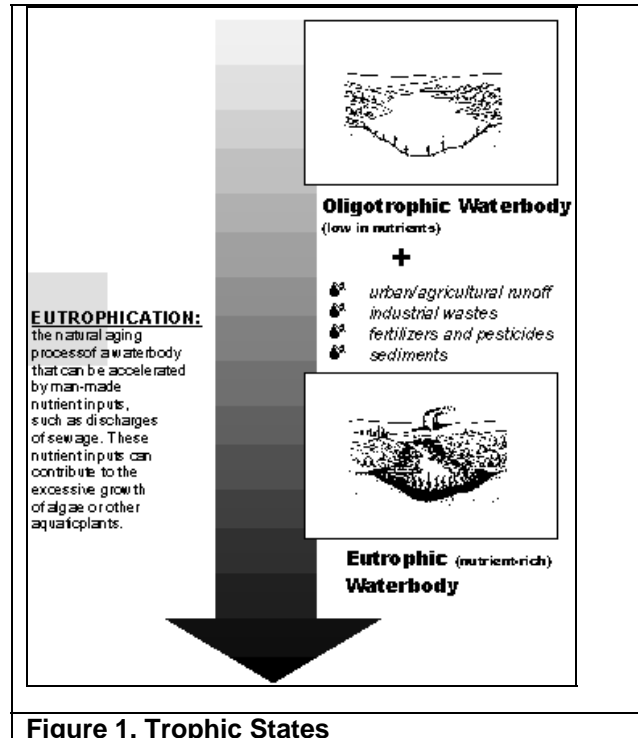 Oligotrophic Waterbody
(low in nutrients)
+
urban/agricultural runoff
industrial wastes
fertilizers and pesticides
sediments
EUTROPHICATION:
the natural aging
process of a waterbody
that can be accelerated
by man-made
nutrient inputs,
such as discharges
of sewage. These
nutrient inputs can
contribute to the
excessive growth
of algae or other
aquatic plants.
Eutrophic (nutrient-rich)
Waterbody
Figure 1. Trophic States